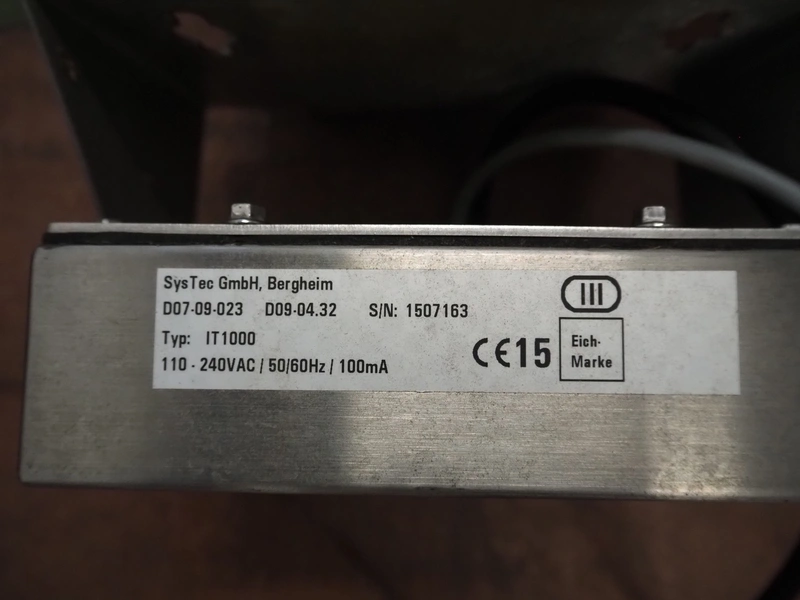 SysTec GmbH, Bergheim
D07-09-023 D09-04.32 S/N: 1507163
Typ: IT1000
110 - 240VAC / 50/60Hz / 100mA
III
CE15
Eich-
Marke